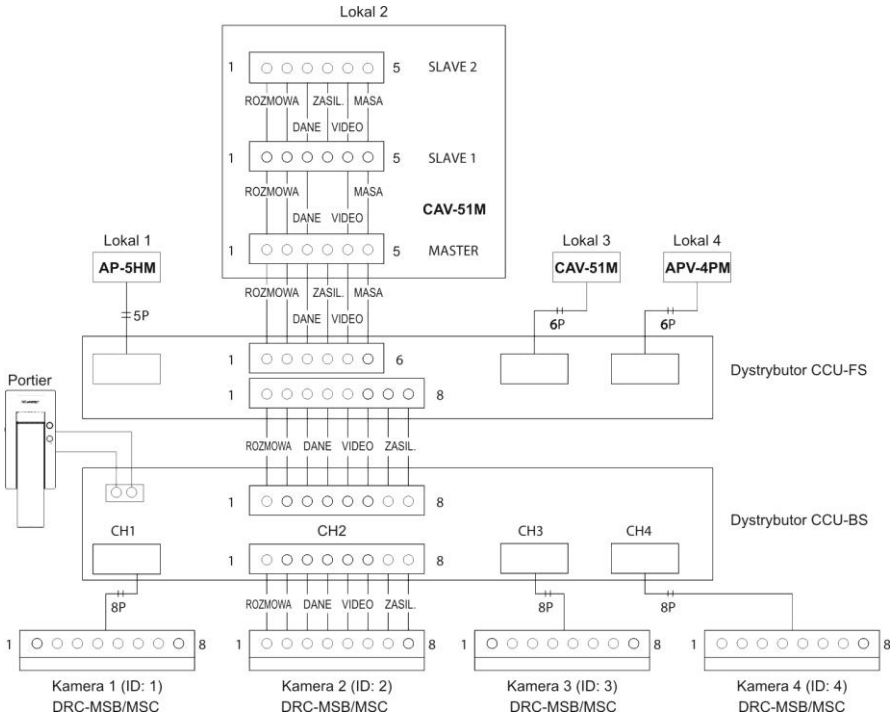 Lokal 2
1 5 SLAVE 2
ROZMOWA ZASIL. MASA
DANE VIDEO
1 5 SLAVE 1
ROZMOWA MASA
DANE VIDEO
CAV-51M
1 5 MASTER
Lokal 1
AP-5HM
Lokal 3
CAV-51M
Lokal 4
APV-4PM
ROZMOWA ZASIL. MASA
DANE VIDEO
5P
6P
6P
1 6
1 8
Dystrybutor CCU-FS
Portier
ROZMOWA DANE VIDEO ZASIL.
1 8
Dystrybutor CCU-BS
CH1 CH2 CH3 CH4
1 8
8P
ROZMOWA DANE VIDEO ZASIL.
8P
8P
1 8
1 8
1 8
1 8
Kamera 1 (ID: 1)
DRC-MSB/MSC
Kamera 2 (ID: 2)
DRC-MSB/MSC
Kamera 3 (ID: 3)
DRC-MSB/MSC
Kamera 4 (ID: 4)
DRC-MSB/MSC